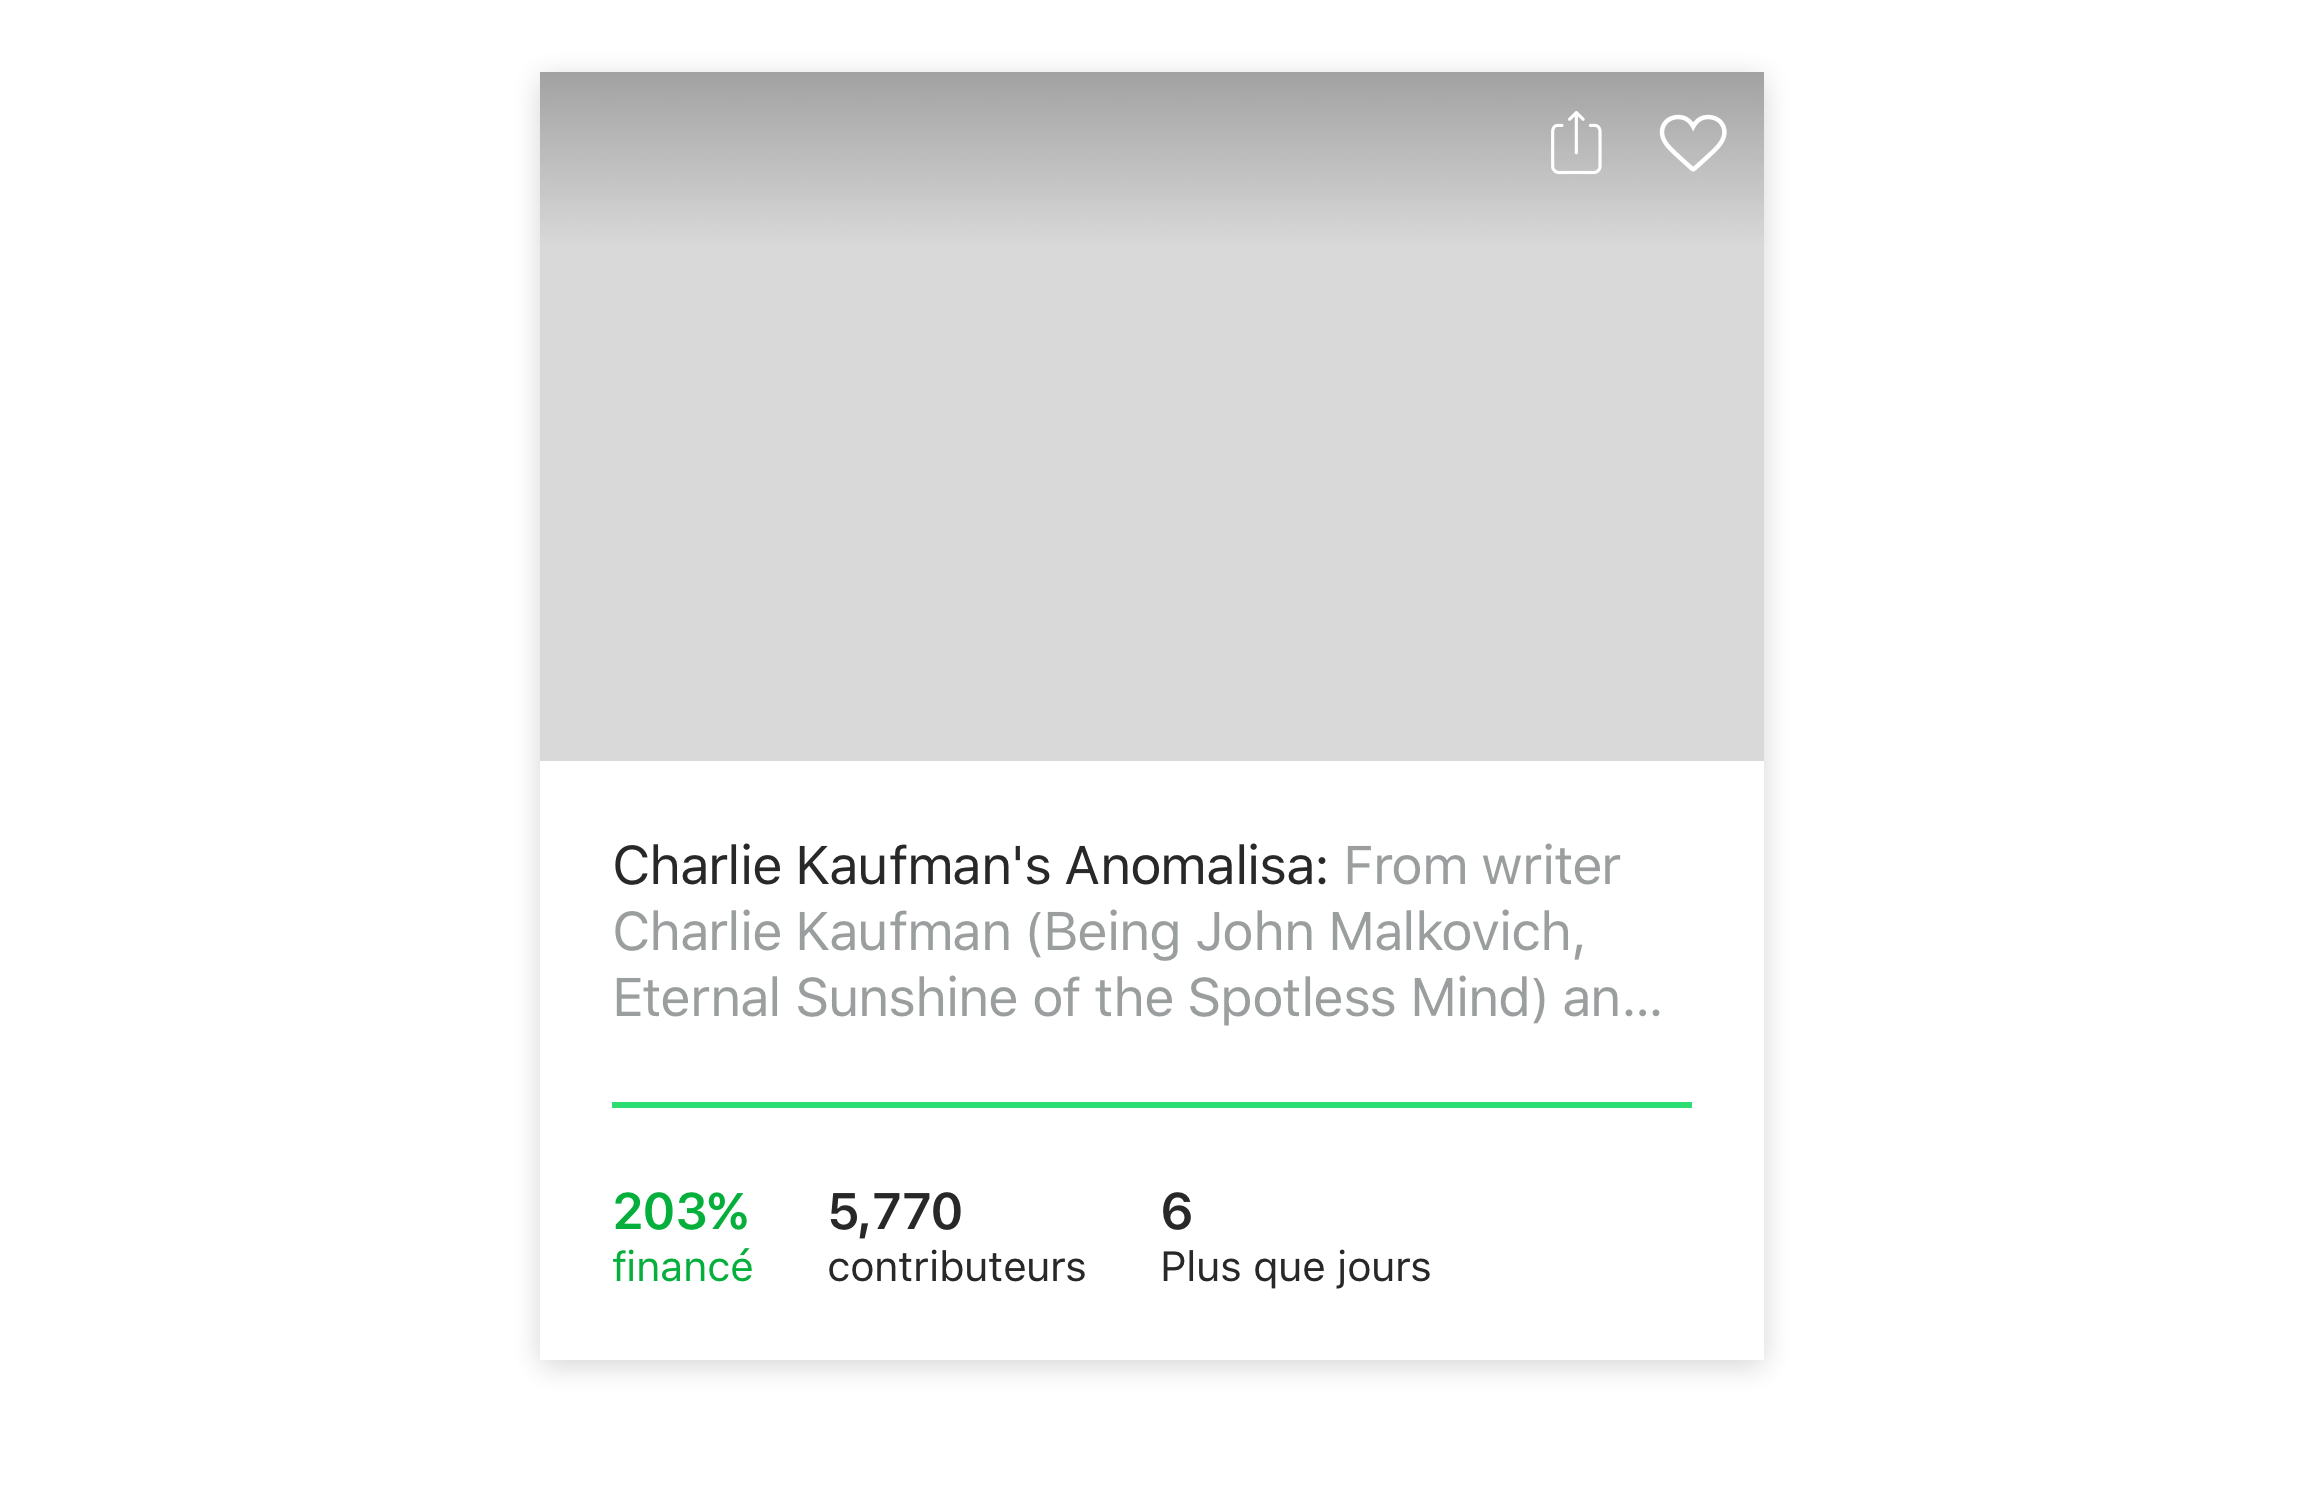 Charlie Kaufman's Anomalisa: From writer
Charlie Kaufman (Being John Malkovich,
Eternal Sunshine of the Spotless Mind) an...
203%
financé
5,770
contributeurs
6
Plus que jours